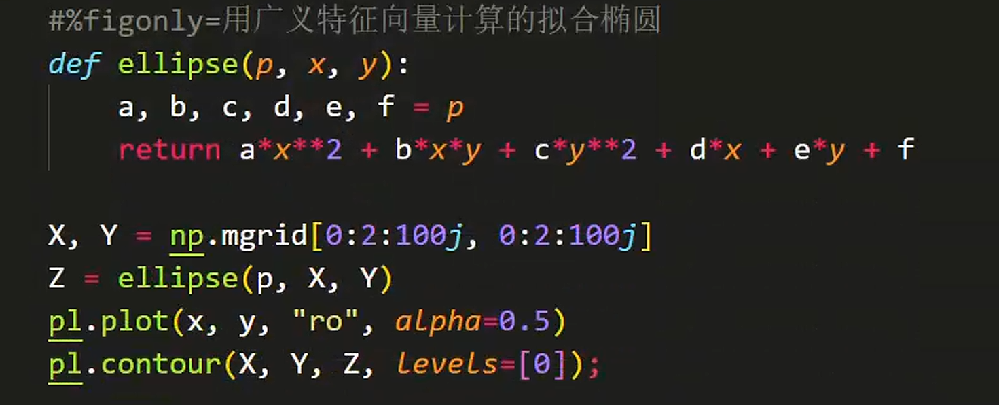 #%figonly=用广义特征向量计算的拟合椭圆
def ellipse(p, x, y):
    a, b, c, d, e, f = p
    return a*x**2 + b*x*y + c*y**2 + d*x + e*y + f
X, Y = np.mgrid[0:2:100j, 0:2:100j]
Z = ellipse(p, X, Y)
pl.plot(x, y, "ro", alpha=0.5)
pl.contour(X, Y, Z, levels=[0]);